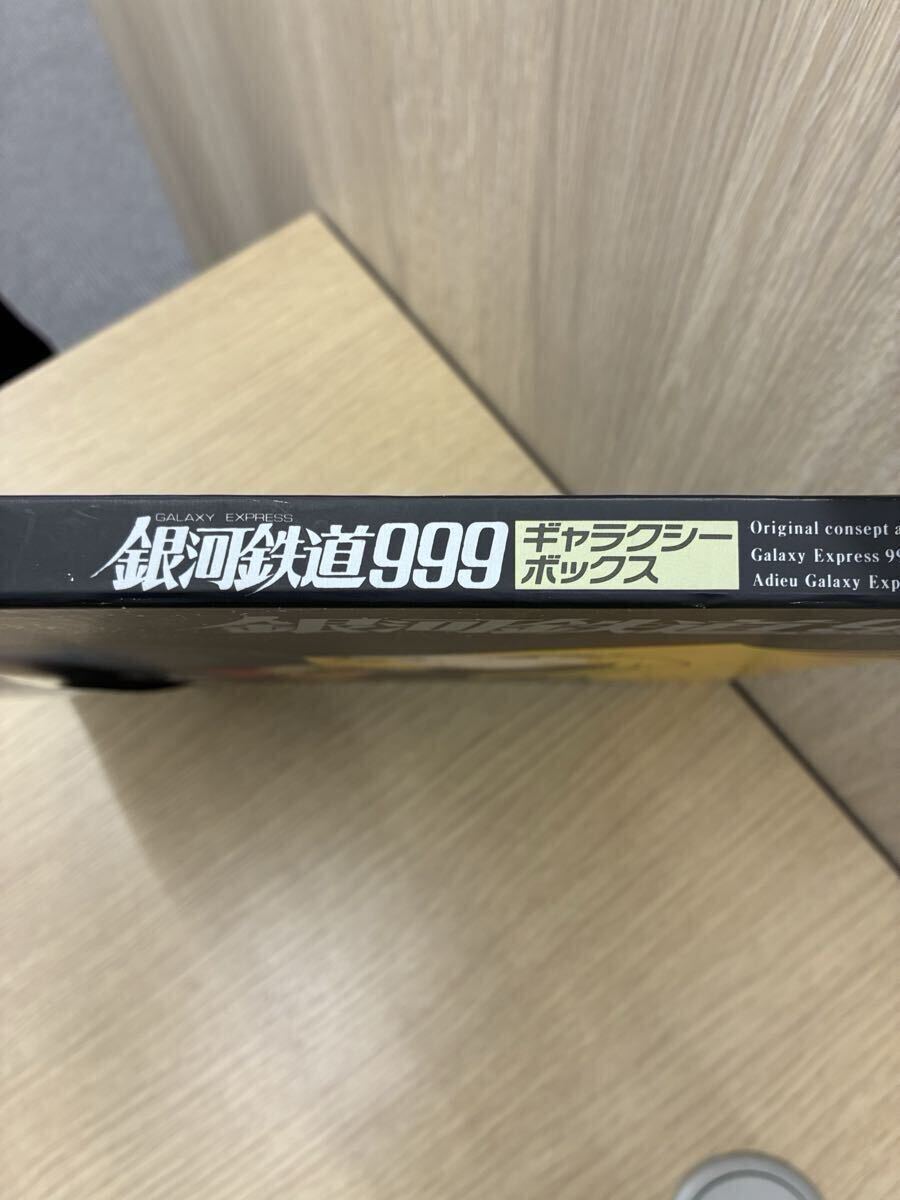 GALAXY EXPRESS
銀河鉄道999
ギャラクシー
ボックス
Original consept a
Galaxy Express 99
Adieu Galaxy Exp